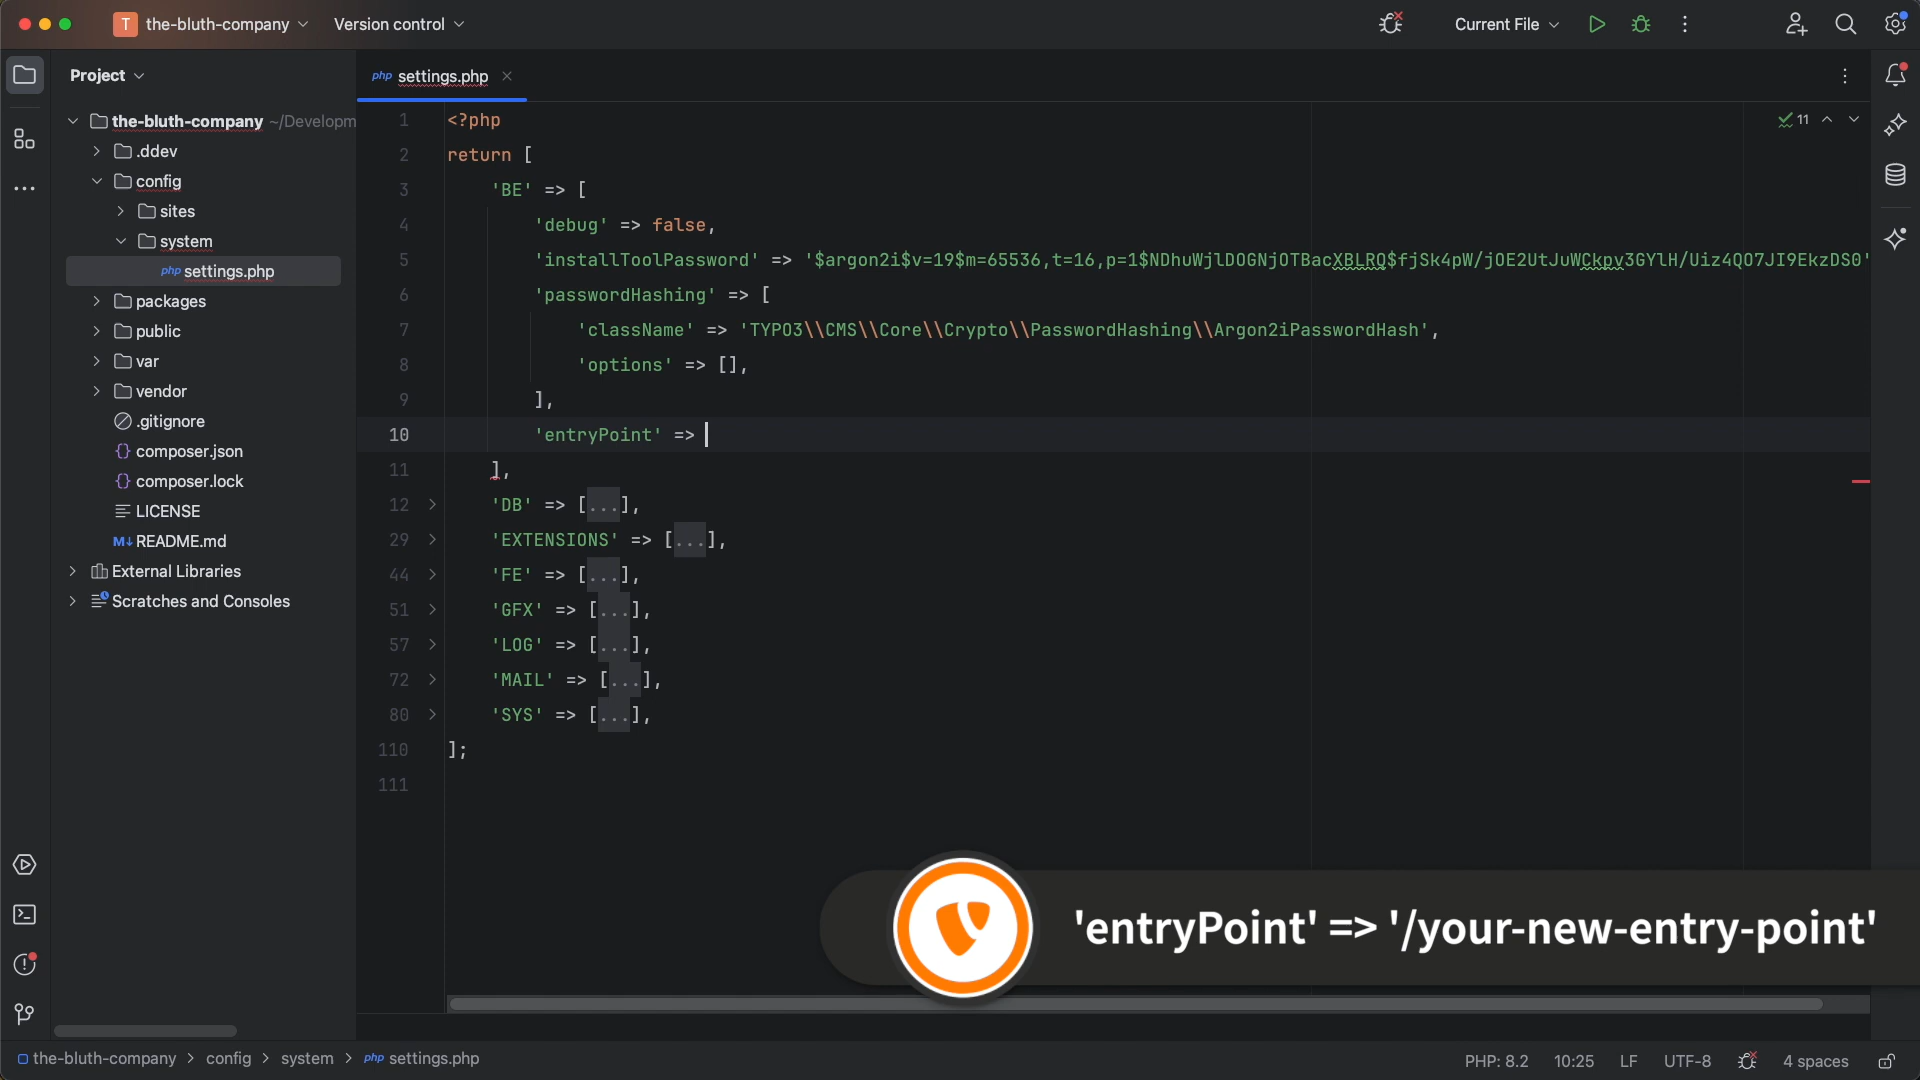 T the-bluth-company Version control Current File
Project
php settings.php
the-bluth-company ~/Developm
.ddev
config
sites
system
php settings.php
packages
public
var
vendor
.gitignore
{} composer.json
{} composer.lock
LICENSE
M↓ README.md
External Libraries
Scratches and Consoles
11
1 <?php
2 return [
3 'BE' => [
4 'debug' => false,
5 'installToolPassword' => '$argon2i$v=19$m=65536,t=16,p=1$NDhuWjlDOGNjOTBacXBLRQ$fjSk4pW/jOE2UtJuWCkpv3GYlH/Uiz4QO7JI9EkzDS0'
6 'passwordHashing' => [
7 'className' => 'TYPO3\\CMS\\Core\\Crypto\\PasswordHashing\\Argon2iPasswordHash',
8 'options' => [],
9 ],
10 'entryPoint' =>
11 ],
12 'DB' => [...],
29 'EXTENSIONS' => [...],
44 'FE' => [...],
51 'GFX' => [...],
57 'LOG' => [...],
72 'MAIL' => [...],
80 'SYS' => [...],
110 ];
111
'entryPoint' => '/your-new-entry-point'
the-bluth-company > config > system > php settings.php
PHP: 8.2 10:25 LF UTF-8 4 spaces